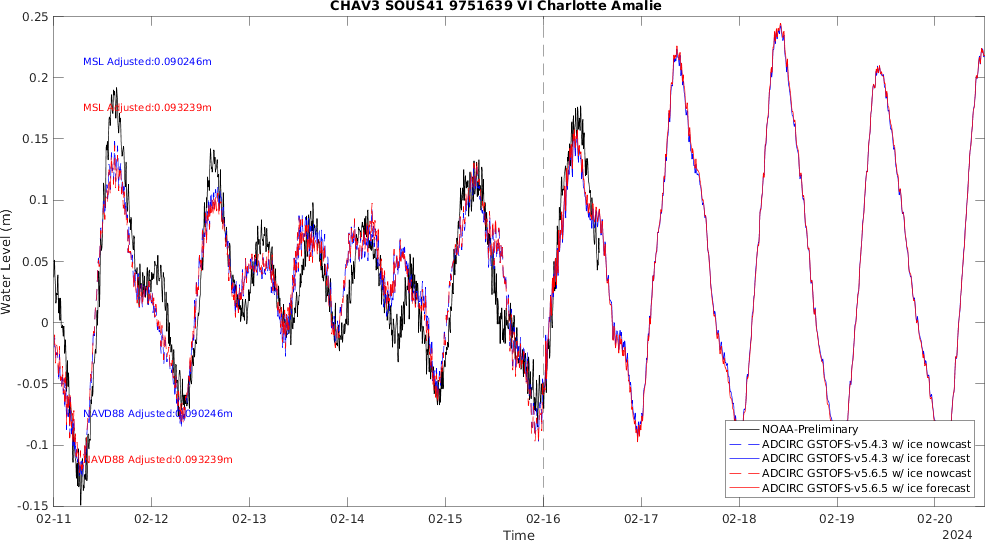 CHAV3 SOUS41 9751639 VI Charlotte Amalie
0.25
0.2
0.15
0.1
0.05
0
-0.05
-0.1
-0.15
Water Level (m)
MSL Adjusted:0.090246m
MSL Adjusted:0.093239m
NAVD88 Adjusted:0.090246m
NAVD88 Adjusted:0.093239m
NOAA-Preliminary
ADCIRC GSTOFS-v5.4.3 w/ ice nowcast
ADCIRC GSTOFS-v5.4.3 w/ ice forecast
ADCIRC GSTOFS-v5.6.5 w/ ice nowcast
ADCIRC GSTOFS-v5.6.5 w/ ice forecast
02-11 02-12 02-13 02-14 02-15 02-16 02-17 02-18 02-19 02-20
Time
2024